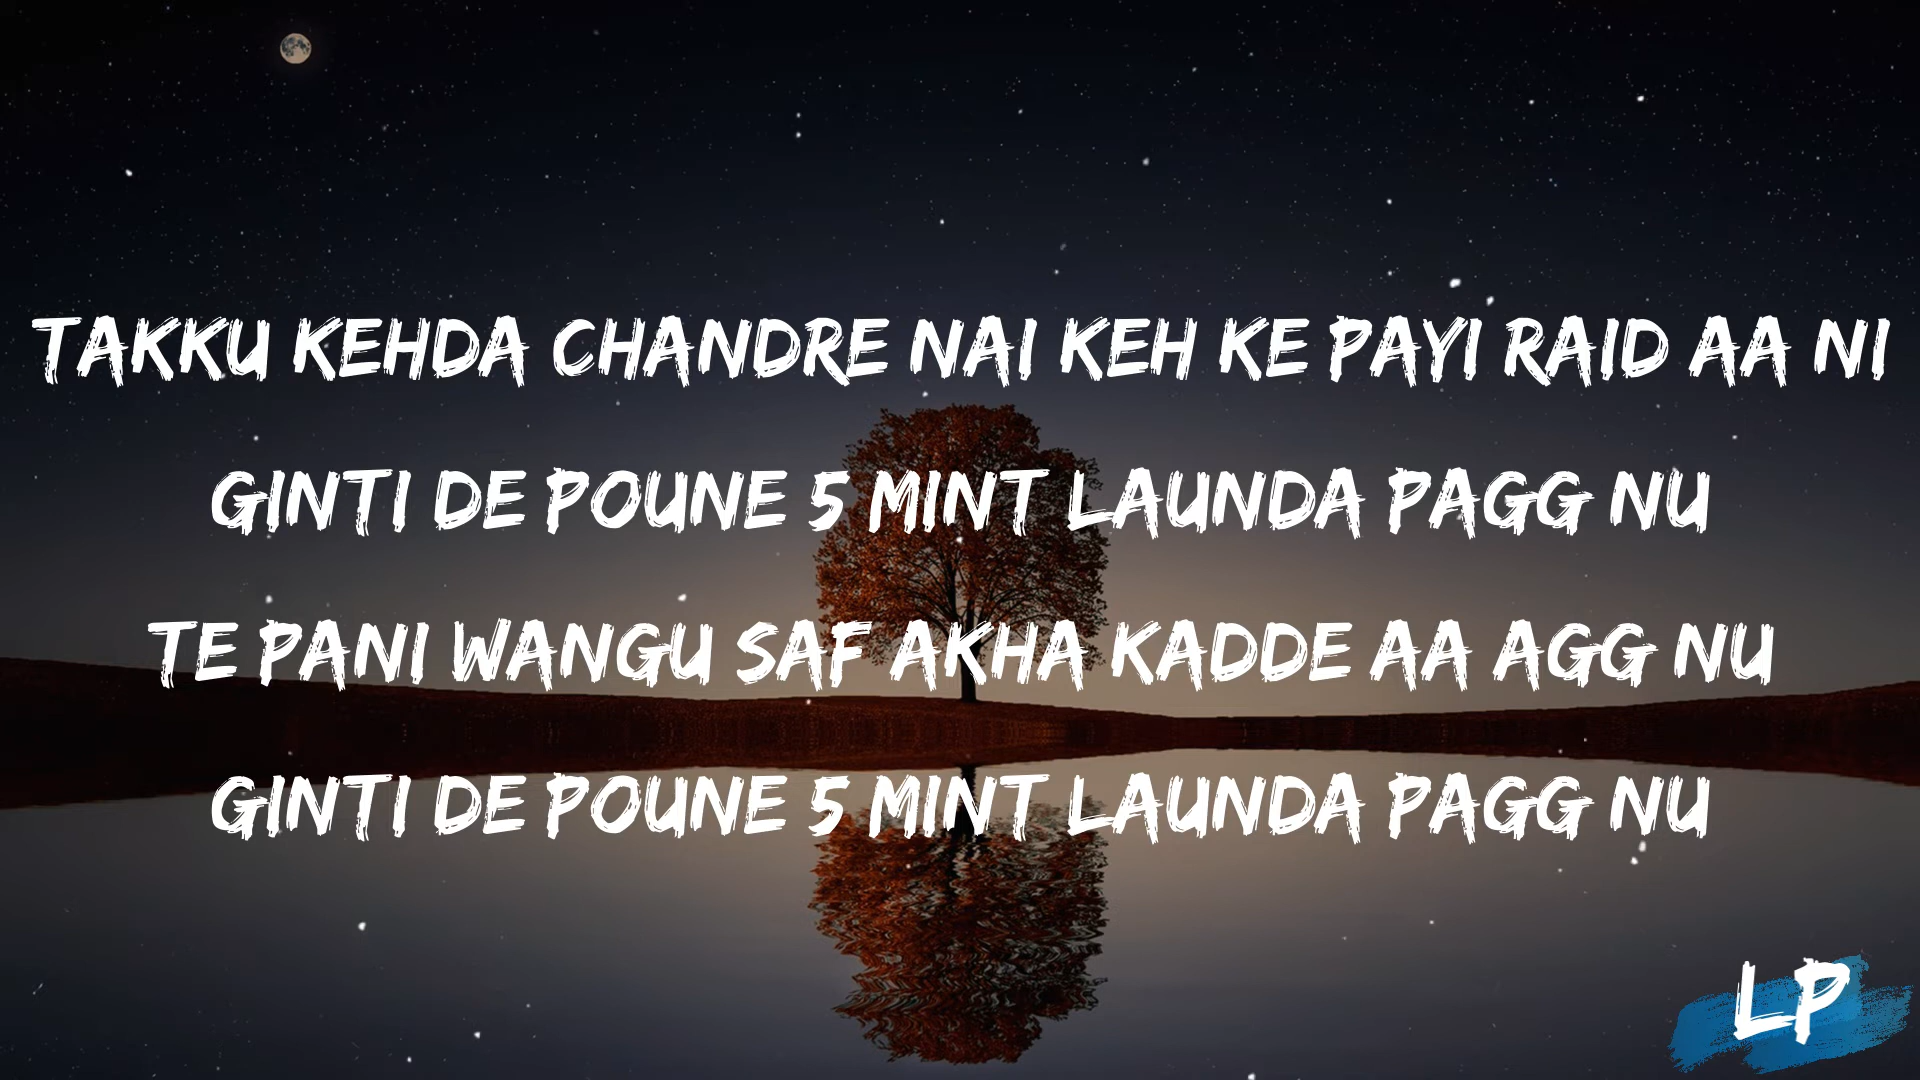 TAKKU KEHDA CHANDRE NAI KEH KE PAYI RAID AA NI
GINTI DE POUNE 5 MINT LAUNDA PAGG NU
TE PANI WANGU SAF AKHA KADDE AA AGG NU
GINTI DE POUNE 5 MINT LAUNDA PAGG NU
LP